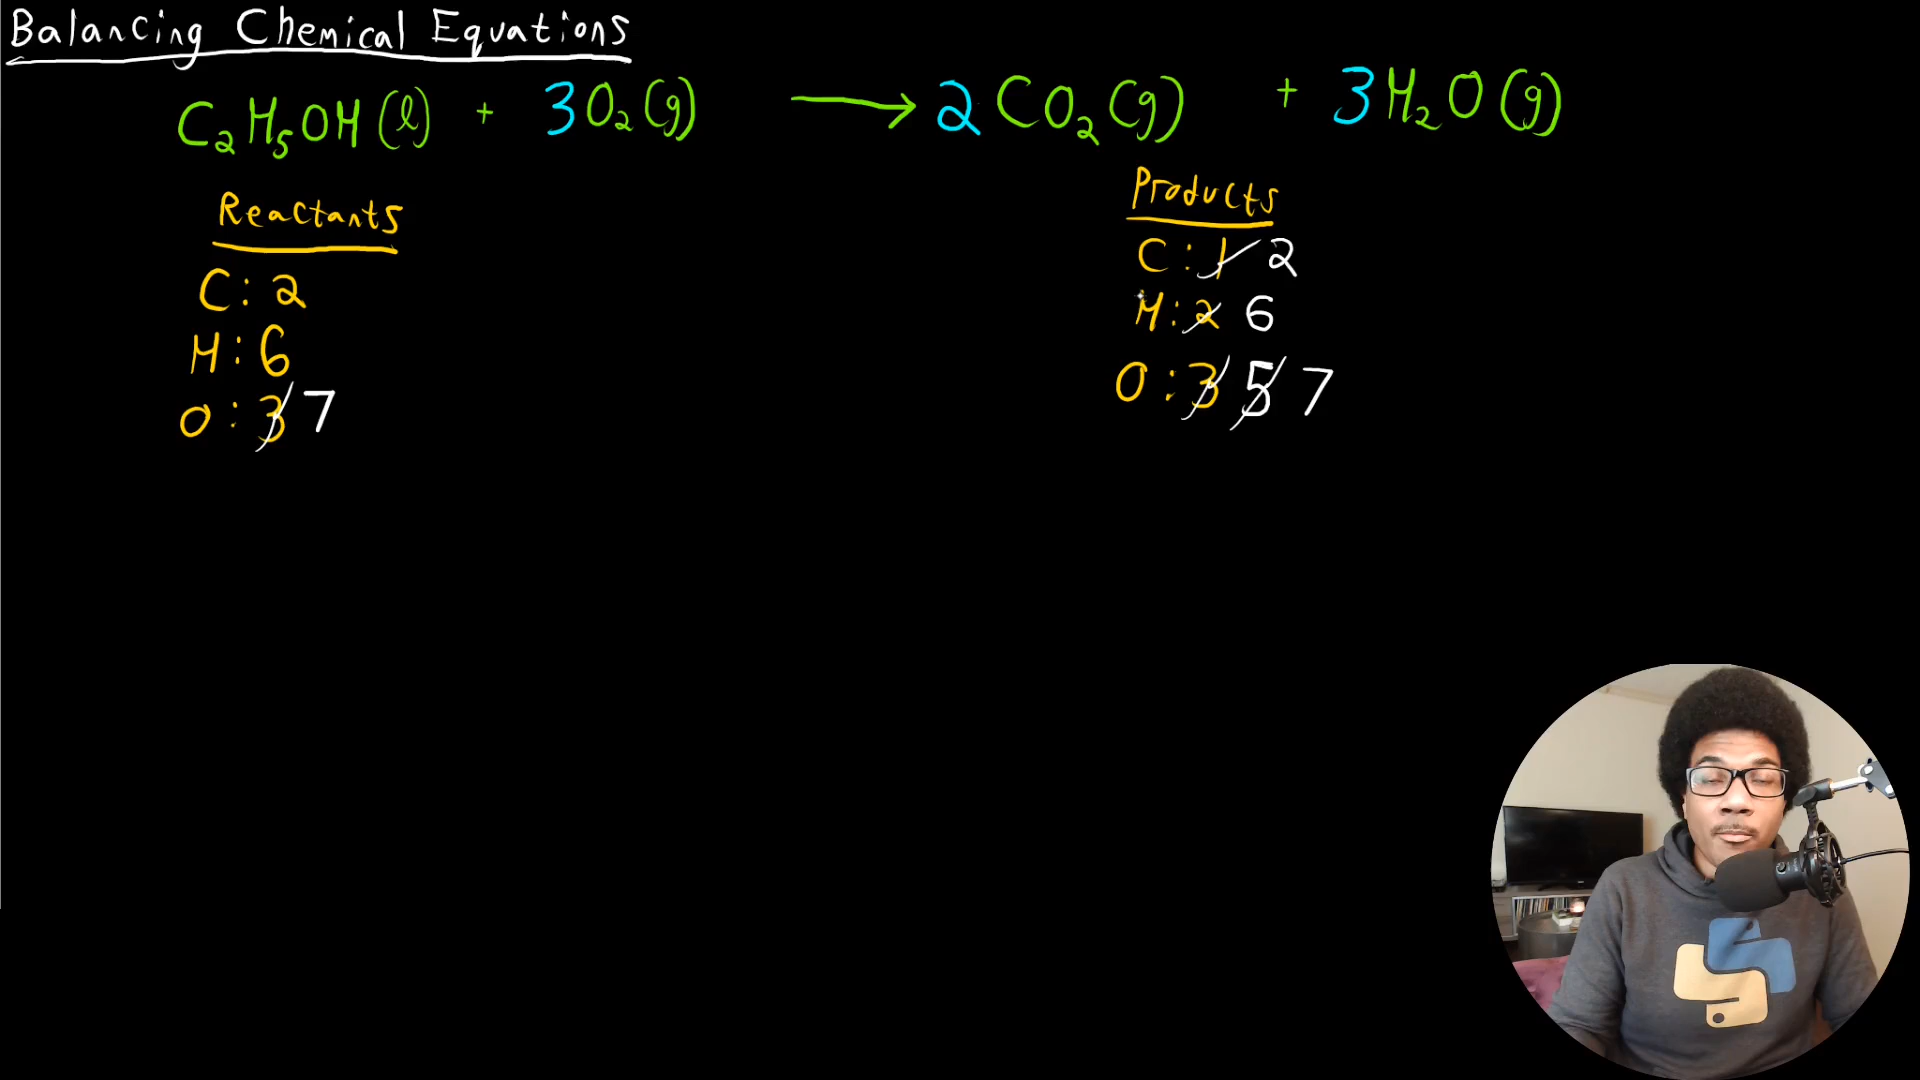 Balancing Chemical Equations
C₂H₅OH(l) + 3O₂(g) → 2CO₂(g) + 3H₂O(g)
Reactants
C: 2
H: 6
O: 3 7
Products
C: 1 2
H: 2 6
O: 3 5 7